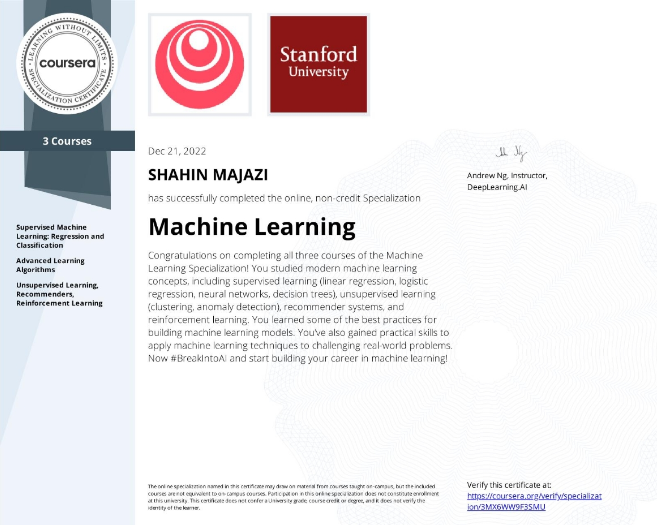 LEARNING WITHOUT LIMITS
coursera
SPECIALIZATION CERTIFICATE
3 Courses
Supervised Machine
Learning: Regression and
Classification
Advanced Learning
Algorithms
Unsupervised Learning,
Recommenders,
Reinforcement Learning
Stanford
University
Dec 21, 2022
SHAHIN MAJAZI
has successfully completed the online, non-credit Specialization
Machine Learning
Congratulations on completing all three courses of the Machine
Learning Specialization! You studied modern machine learning
concepts, including supervised learning (linear regression, logistic
regression, neural networks, decision trees), unsupervised learning
(clustering, anomaly detection), recommender systems, and
reinforcement learning. You learned some of the best practices for
building machine learning models. You've also gained practical skills to
apply machine learning techniques to challenging real-world problems.
Now #BreakIntoAI and start building your career in machine learning!
Andrew Ng, Instructor,
DeepLearning.AI
The online specialization named in this certificate may draw on material from courses taught on-campus, but the included
courses are not equivalent to on-campus courses. Participation in this online specialization does not constitute enrollment
at this university. This certificate does not confer a University grade, course credit or degree, and it does not verify the
identity of the learner.
Verify this certificate at:
https://coursera.org/verify/specializat
ion/3MX6WW9F3SMU